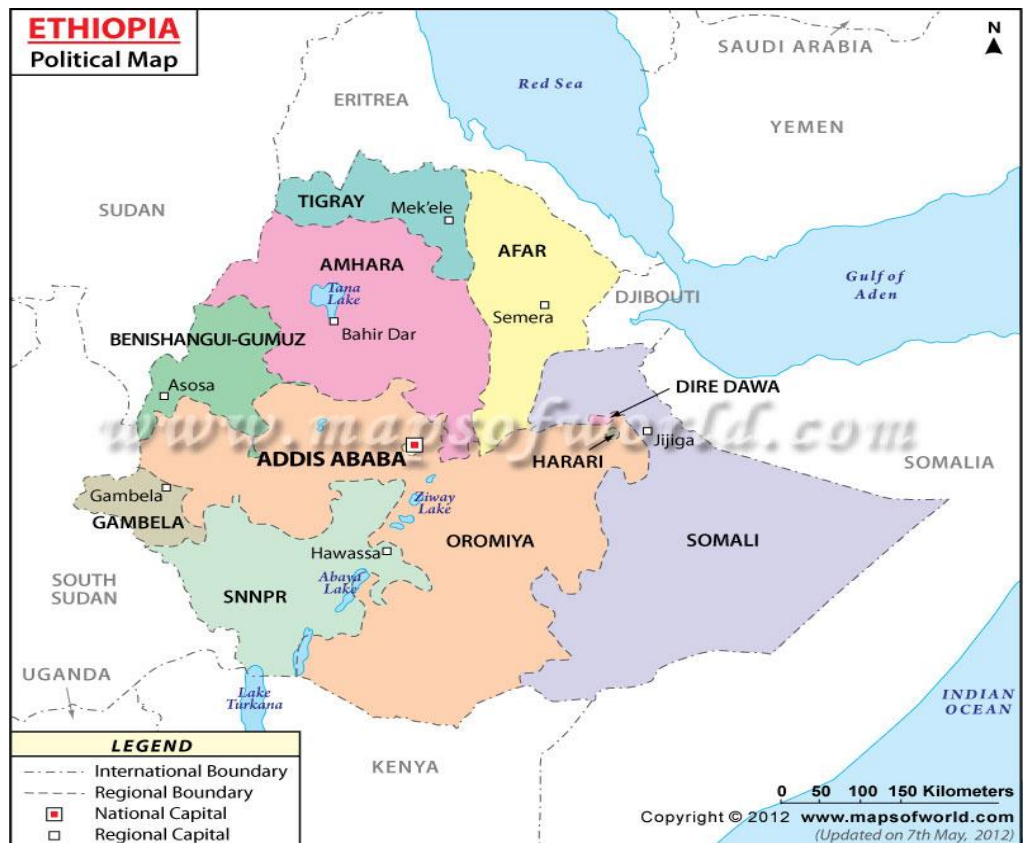 ETHIOPIA
Political Map
N
SAUDI ARABIA
Red Sea
ERITREA
YEMEN
TIGRAY
Mek'ele
SUDAN
AFAR
AMHARA
Tana
Lake
Gulf of
Aden
DJIBOUTI
Semera
Bahir Dar
BENISHANGUI-GUMUZ
Asosa
DIRE DAWA
www.mapsofworld.com
Jijiga
ADDIS ABABA
HARARI
SOMALIA
Gambela
GAMBELA
Ziway
Lake
OROMIYA
SOMALI
Hawassa
SOUTH
SUDAN
Abaya
Lake
SNNPR
UGANDA
Lake
Turkana
INDIAN
OCEAN
LEGEND
International Boundary
Regional Boundary
National Capital
Regional Capital
KENYA
0 50 100 150 Kilometers
Copyright © 2012 www.mapsofworld.com
(Updated on 7th May, 2012)